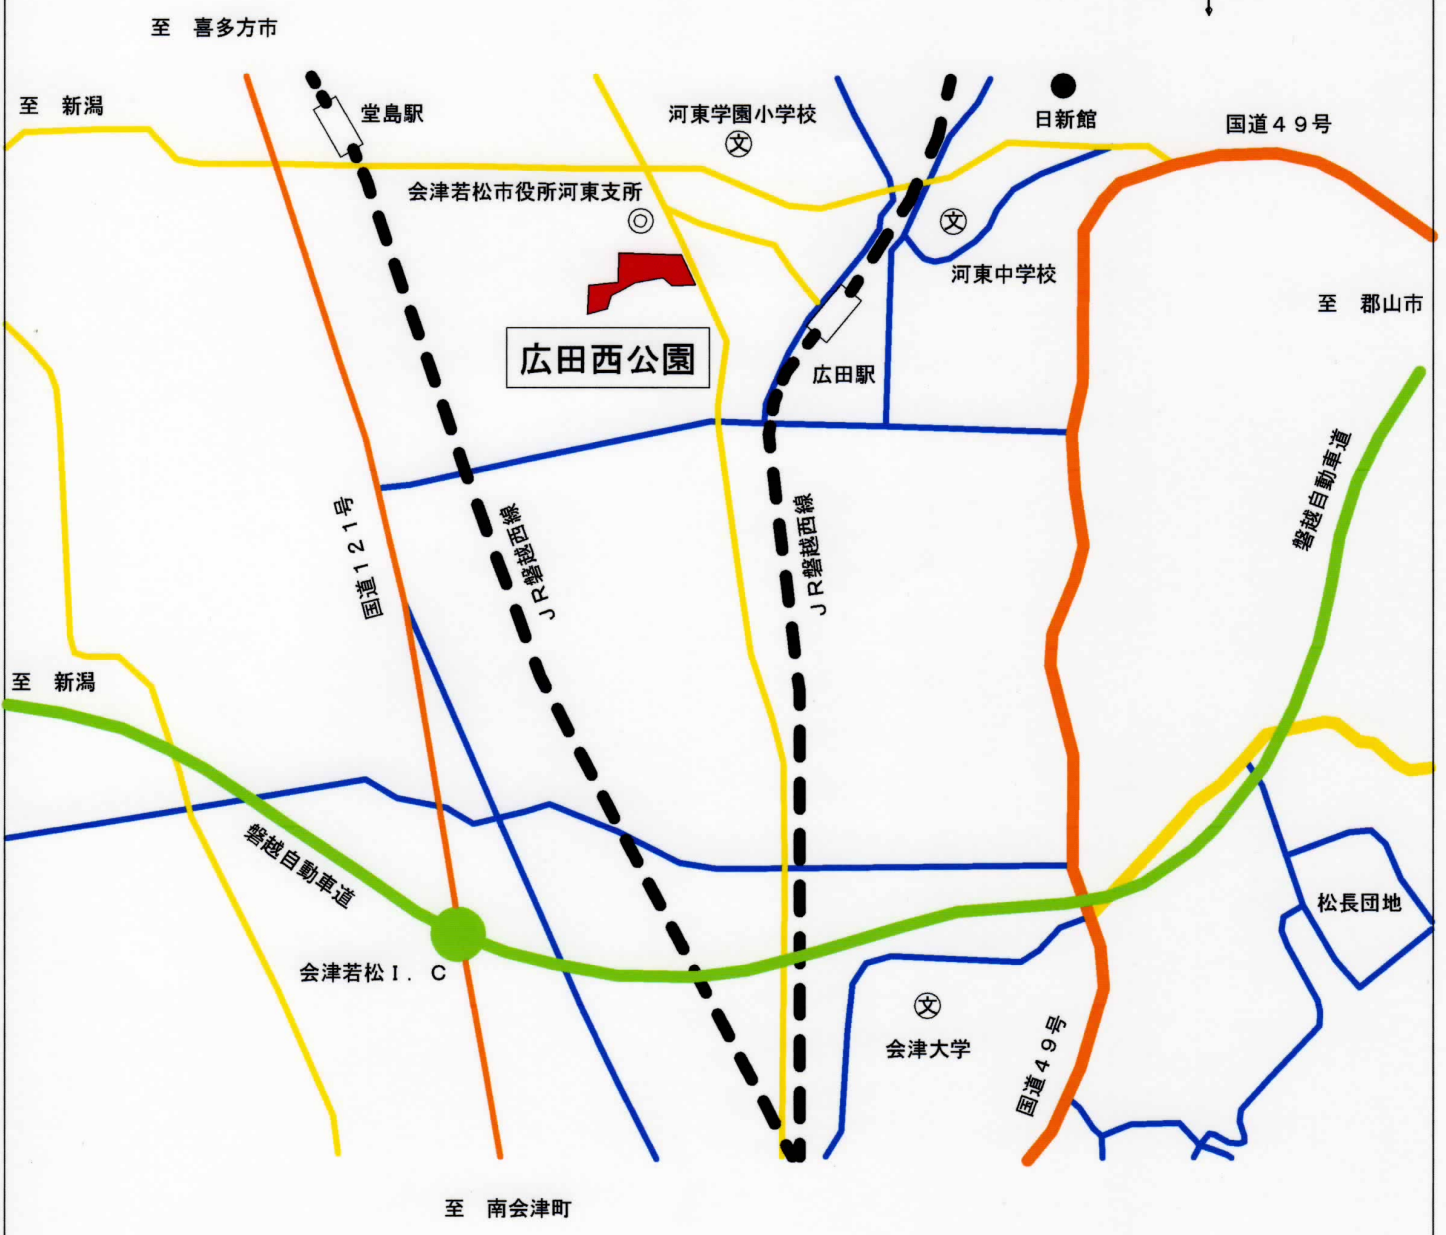 至　喜多方市
至　新潟
堂島駅
河東学園小学校
文
日新館
国道４９号
会津若松市役所河東支所
文
河東中学校
至　郡山市
広田西公園
広田駅
磐越自動車道
国道１２１号
ＪＲ磐越西線
ＪＲ磐越西線
至　新潟
磐越自動車道
松長団地
会津若松Ｉ．Ｃ
文
会津大学
国道４９号
至　南会津町